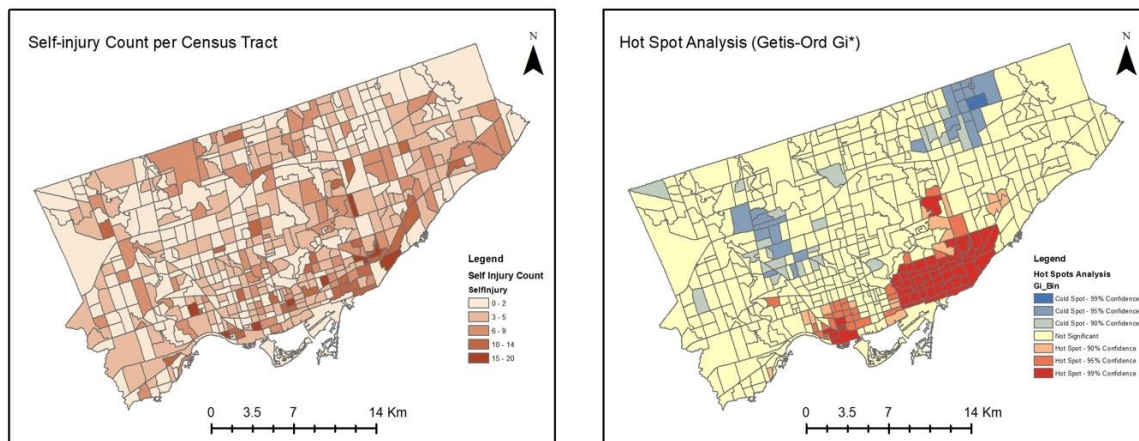 Self-injury Count per Census Tract
N
Legend
Self Injury Count
SelfInjury
0 - 2
3 - 5
6 - 9
10 - 14
15 - 20
0 3.5 7 14 Km
Hot Spot Analysis (Getis-Ord Gi*)
N
Legend
Hot Spots Analysis
Gi_Bin
Cold Spot - 99% Confidence
Cold Spot - 95% Confidence
Cold Spot - 90% Confidence
Not Significant
Hot Spot - 90% Confidence
Hot Spot - 95% Confidence
Hot Spot - 99% Confidence
0 3.5 7 14 Km